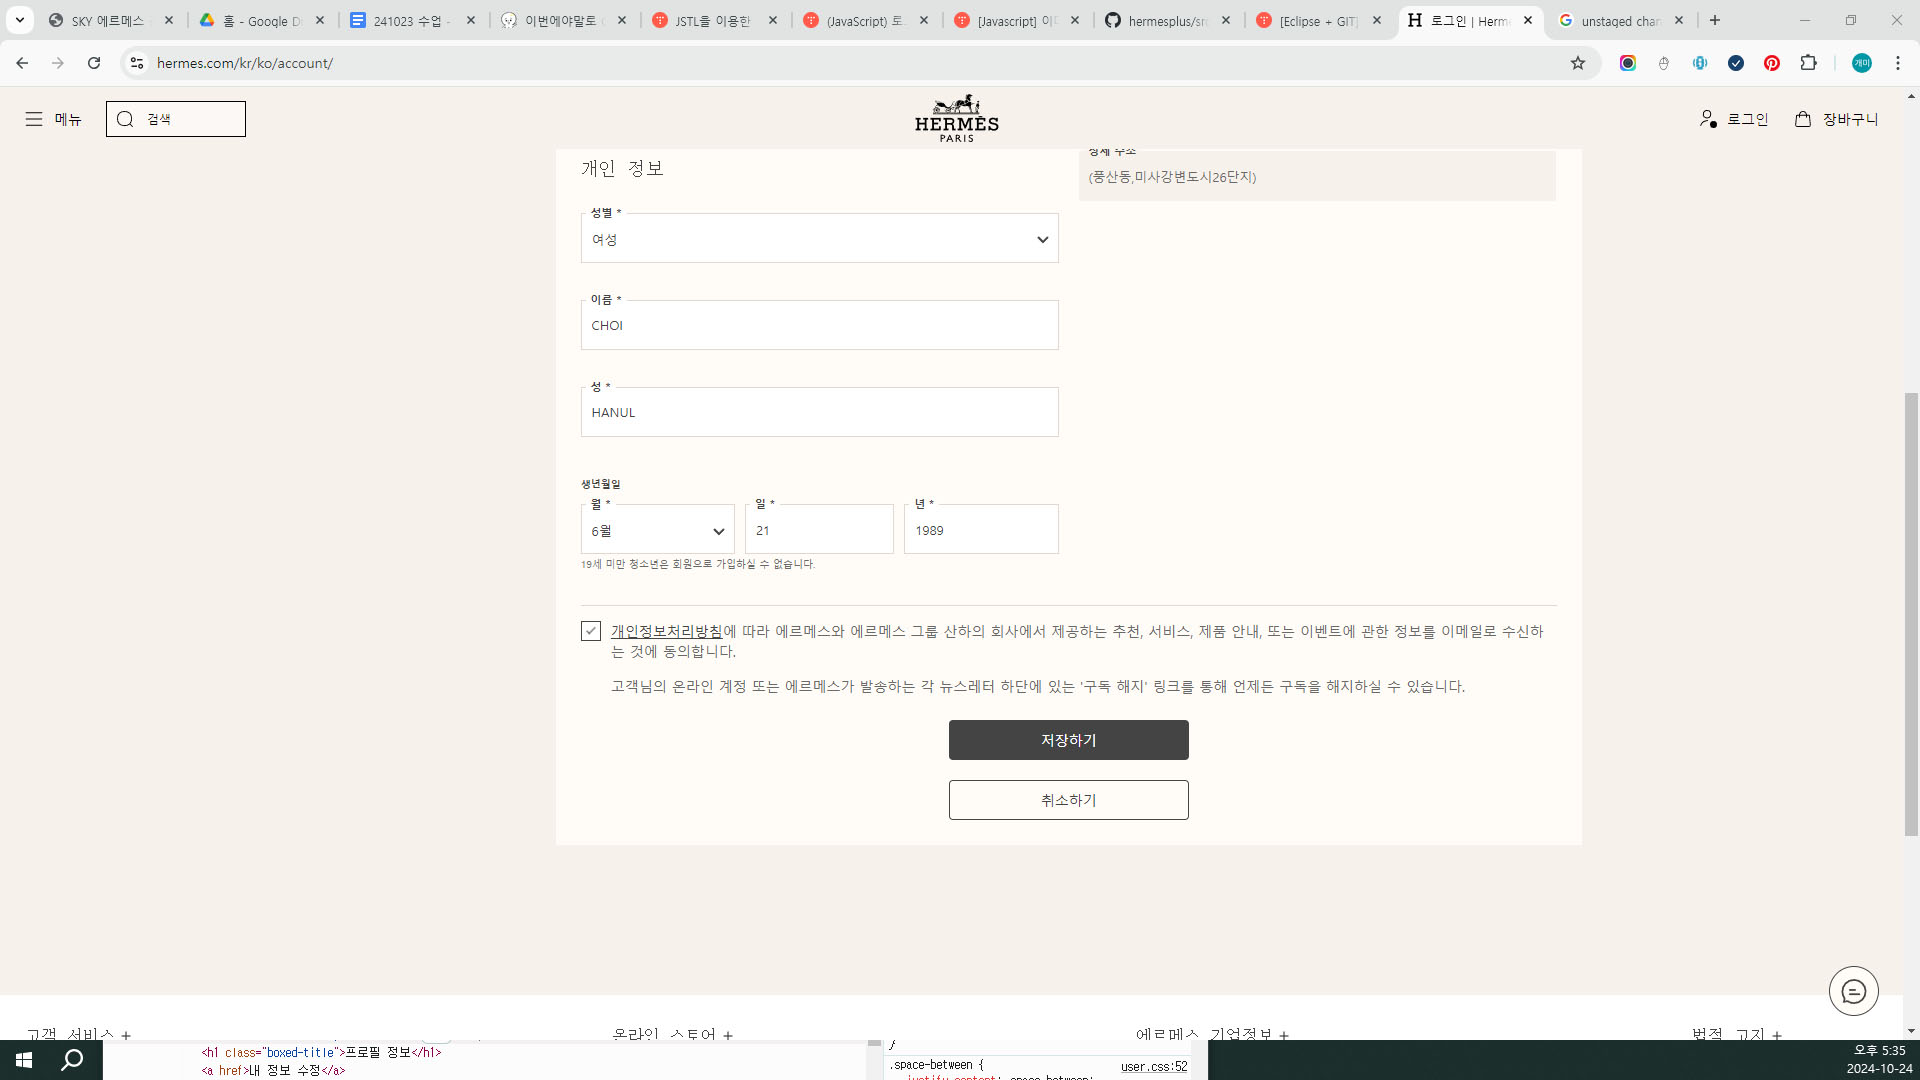 SKY 에르메스
홈 - Google D
241023 수업 -
이번에야말로
JSTL을 이용한
(JavaScript) 로
[Javascript] 이
hermesplus/sr
[Eclipse + GIT]
로그인 | Herm
unstaged chan
hermes.com/kr/ko/account/
개미
메뉴
검색
HERMÈS
PARIS
로그인
장바구니
개인 정보
상세 주소
(풍산동,미사강변도시26단지)
성별 *
여성
이름 *
CHOI
성 *
HANUL
생년월일
월 *
일 *
년 *
6월
21
1989
19세 미만 청소년은 회원으로 가입하실 수 없습니다.
개인정보처리방침에 따라 에르메스와 에르메스 그룹 산하의 회사에서 제공하는 추천, 서비스, 제품 안내, 또는 이벤트에 관한 정보를 이메일로 수신하
는 것에 동의합니다.
고객님의 온라인 계정 또는 에르메스가 발송하는 각 뉴스레터 하단에 있는 '구독 해지' 링크를 통해 언제든 구독을 해지하실 수 있습니다.
저장하기
취소하기
고객 서비스 +
온라인 스토어 +
에르메스 기업정보 +
법적 고지 +
<h1 class="boxed-title">프로필 정보</h1>
<a href>내 정보 수정</a>
}
.space-between {
user.css:52
justify-content: space-between;
오후 5:35
2024-10-24